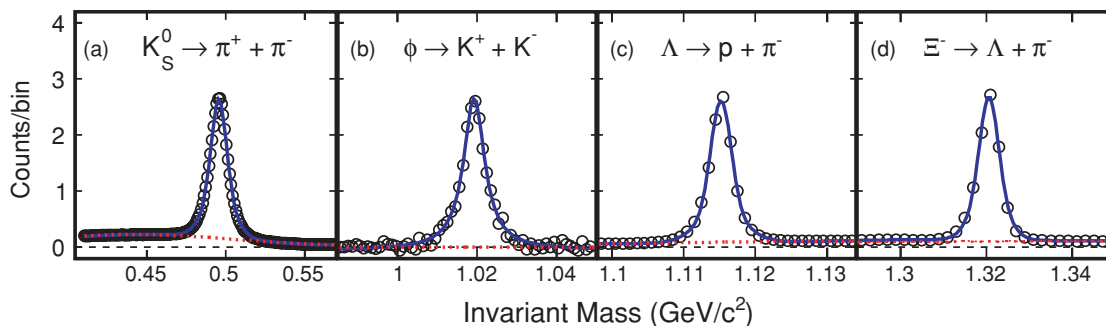 4
3
2
1
0
Counts/bin
(a) K⁰_S → π⁺ + π⁻
(b) φ → K⁺ + K⁻
(c) Λ → p + π⁻
(d) Ξ⁻ → Λ + π⁻
0.45 0.5 0.55
1 1.02 1.04
1.1 1.11 1.12 1.13
1.3 1.32 1.34
Invariant Mass (GeV/c²)